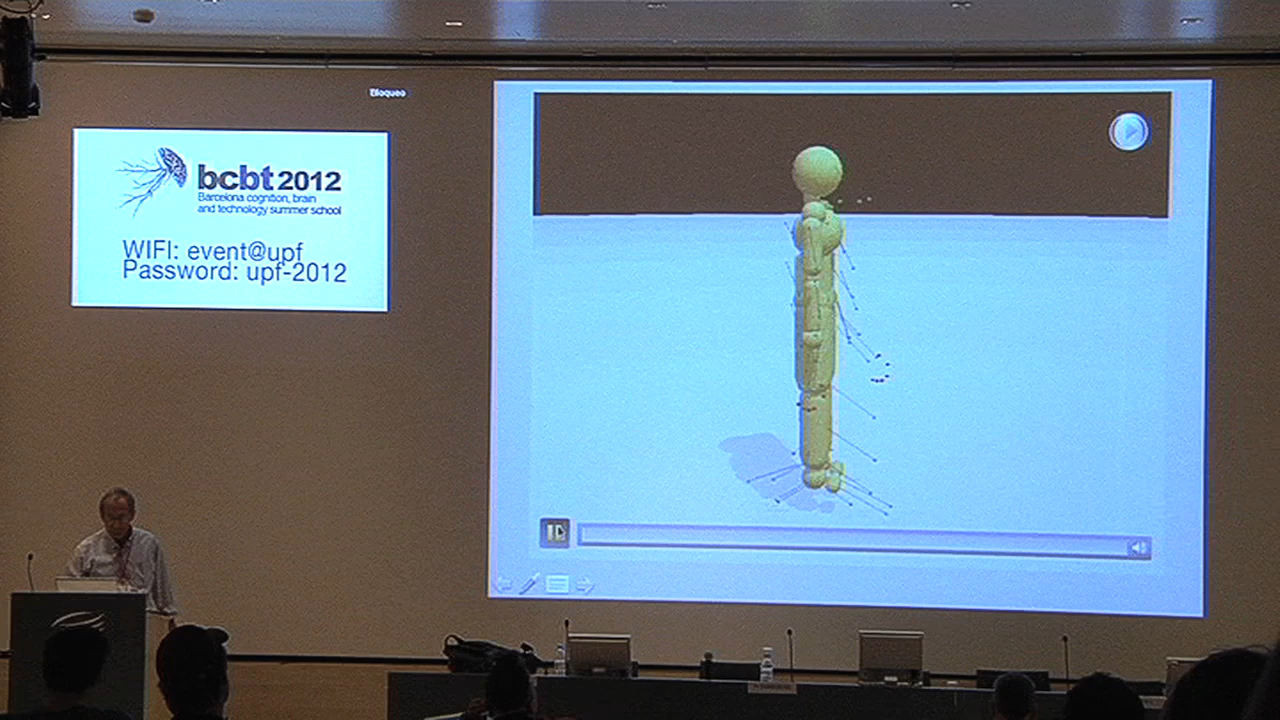 Bloqueo
bcbt 2012
Barcelona cognition, brain
and technology summer school
WIFI: event@upf
Password: upf-2012